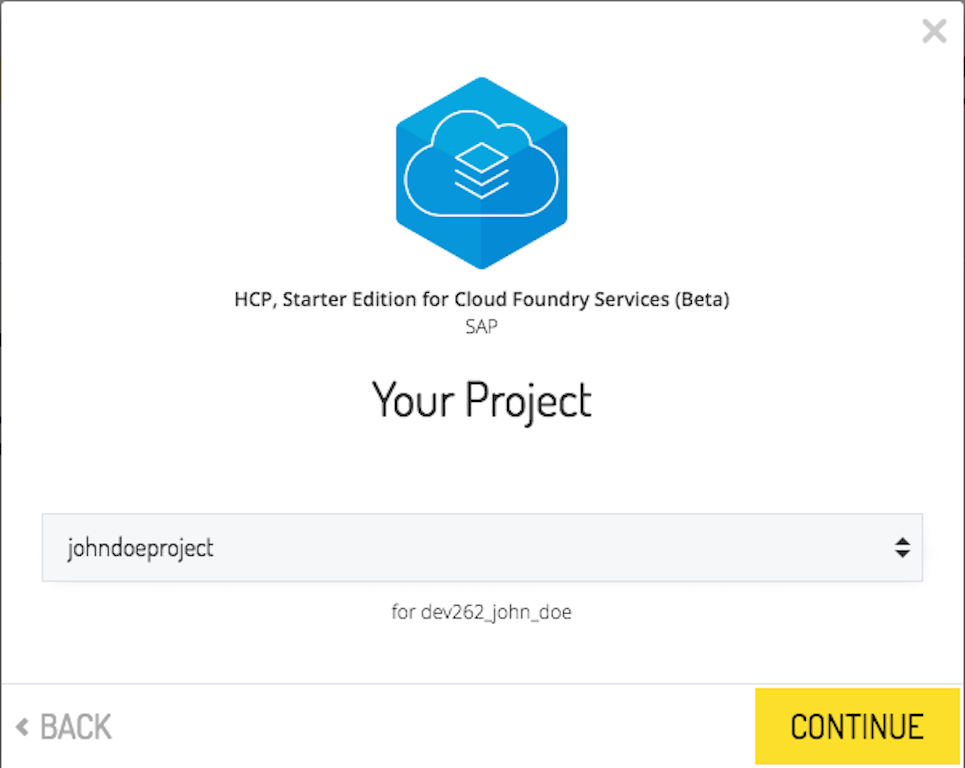 HCP, Starter Edition for Cloud Foundry Services (Beta)
SAP
Your Project
johndoeproject
for dev262_john_doe
BACK
CONTINUE